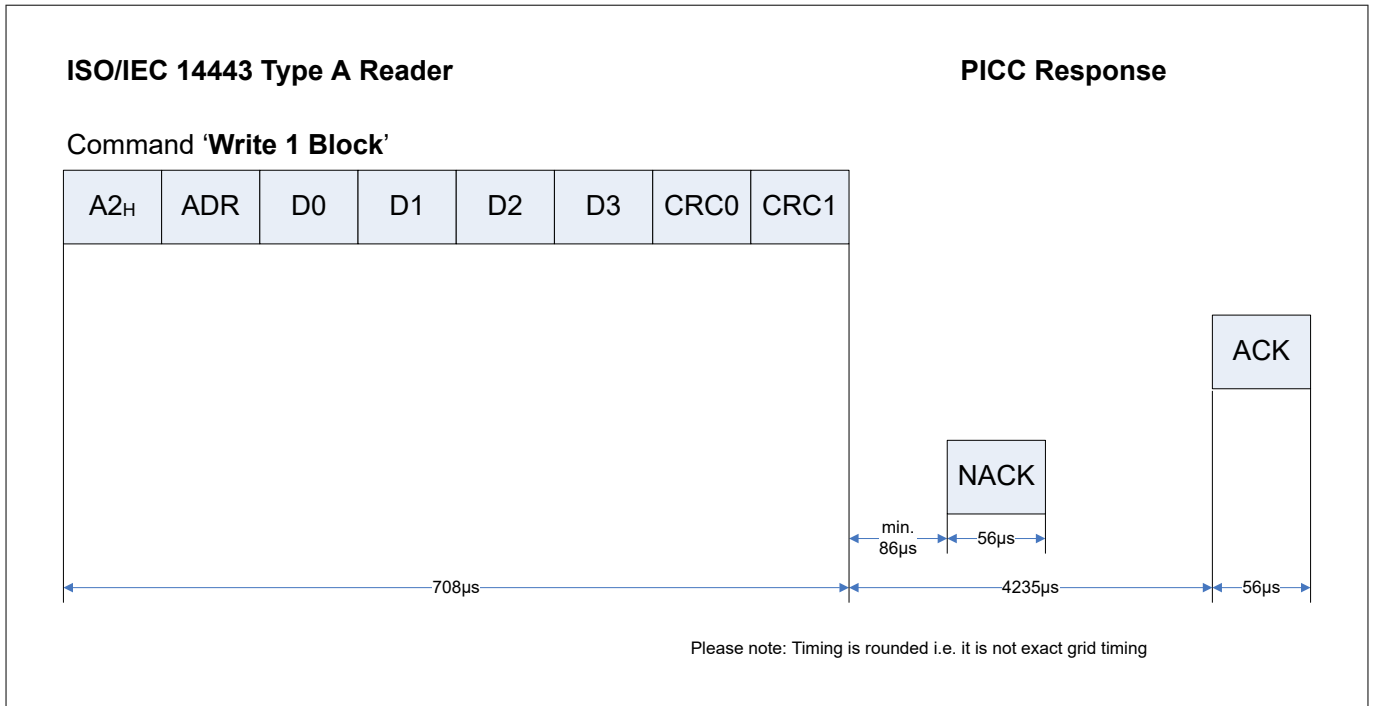 ISO/IEC 14443 Type A Reader
PICC Response
Command ‘Write 1 Block’
A2H ADR D0 D1 D2 D3 CRC0 CRC1
ACK
NACK
min.
86µs
56µs
708µs
4235µs
56µs
Please note: Timing is rounded i.e. it is not exact grid timing